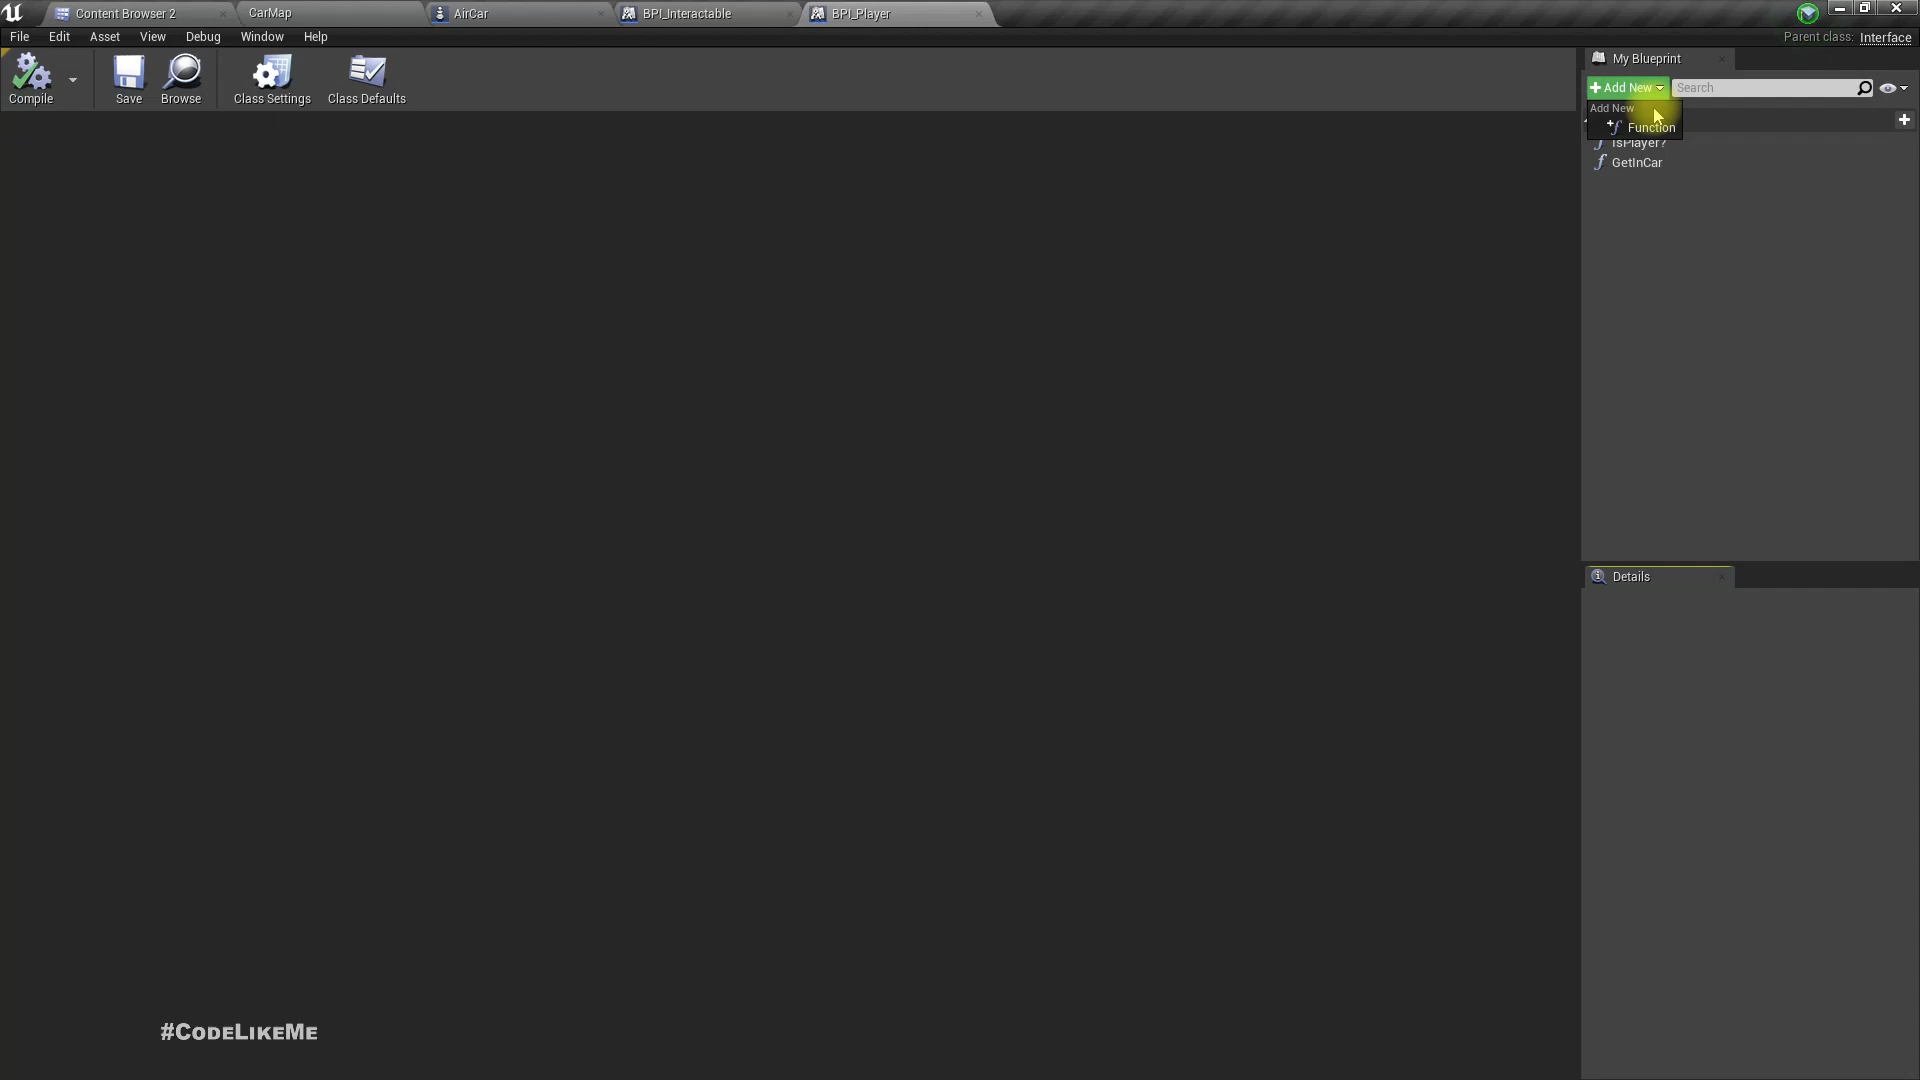 Content Browser 2
CarMap
AirCar
BPI_Interactable
BPI_Player
File Edit Asset View Debug Window Help
Parent class: Interface
Compile
Save
Browse
Class Settings
Class Defaults
My Blueprint
Add New
Search
Add New
Function
IsPlayer?
GetInCar
Details
#CodeLikeMe